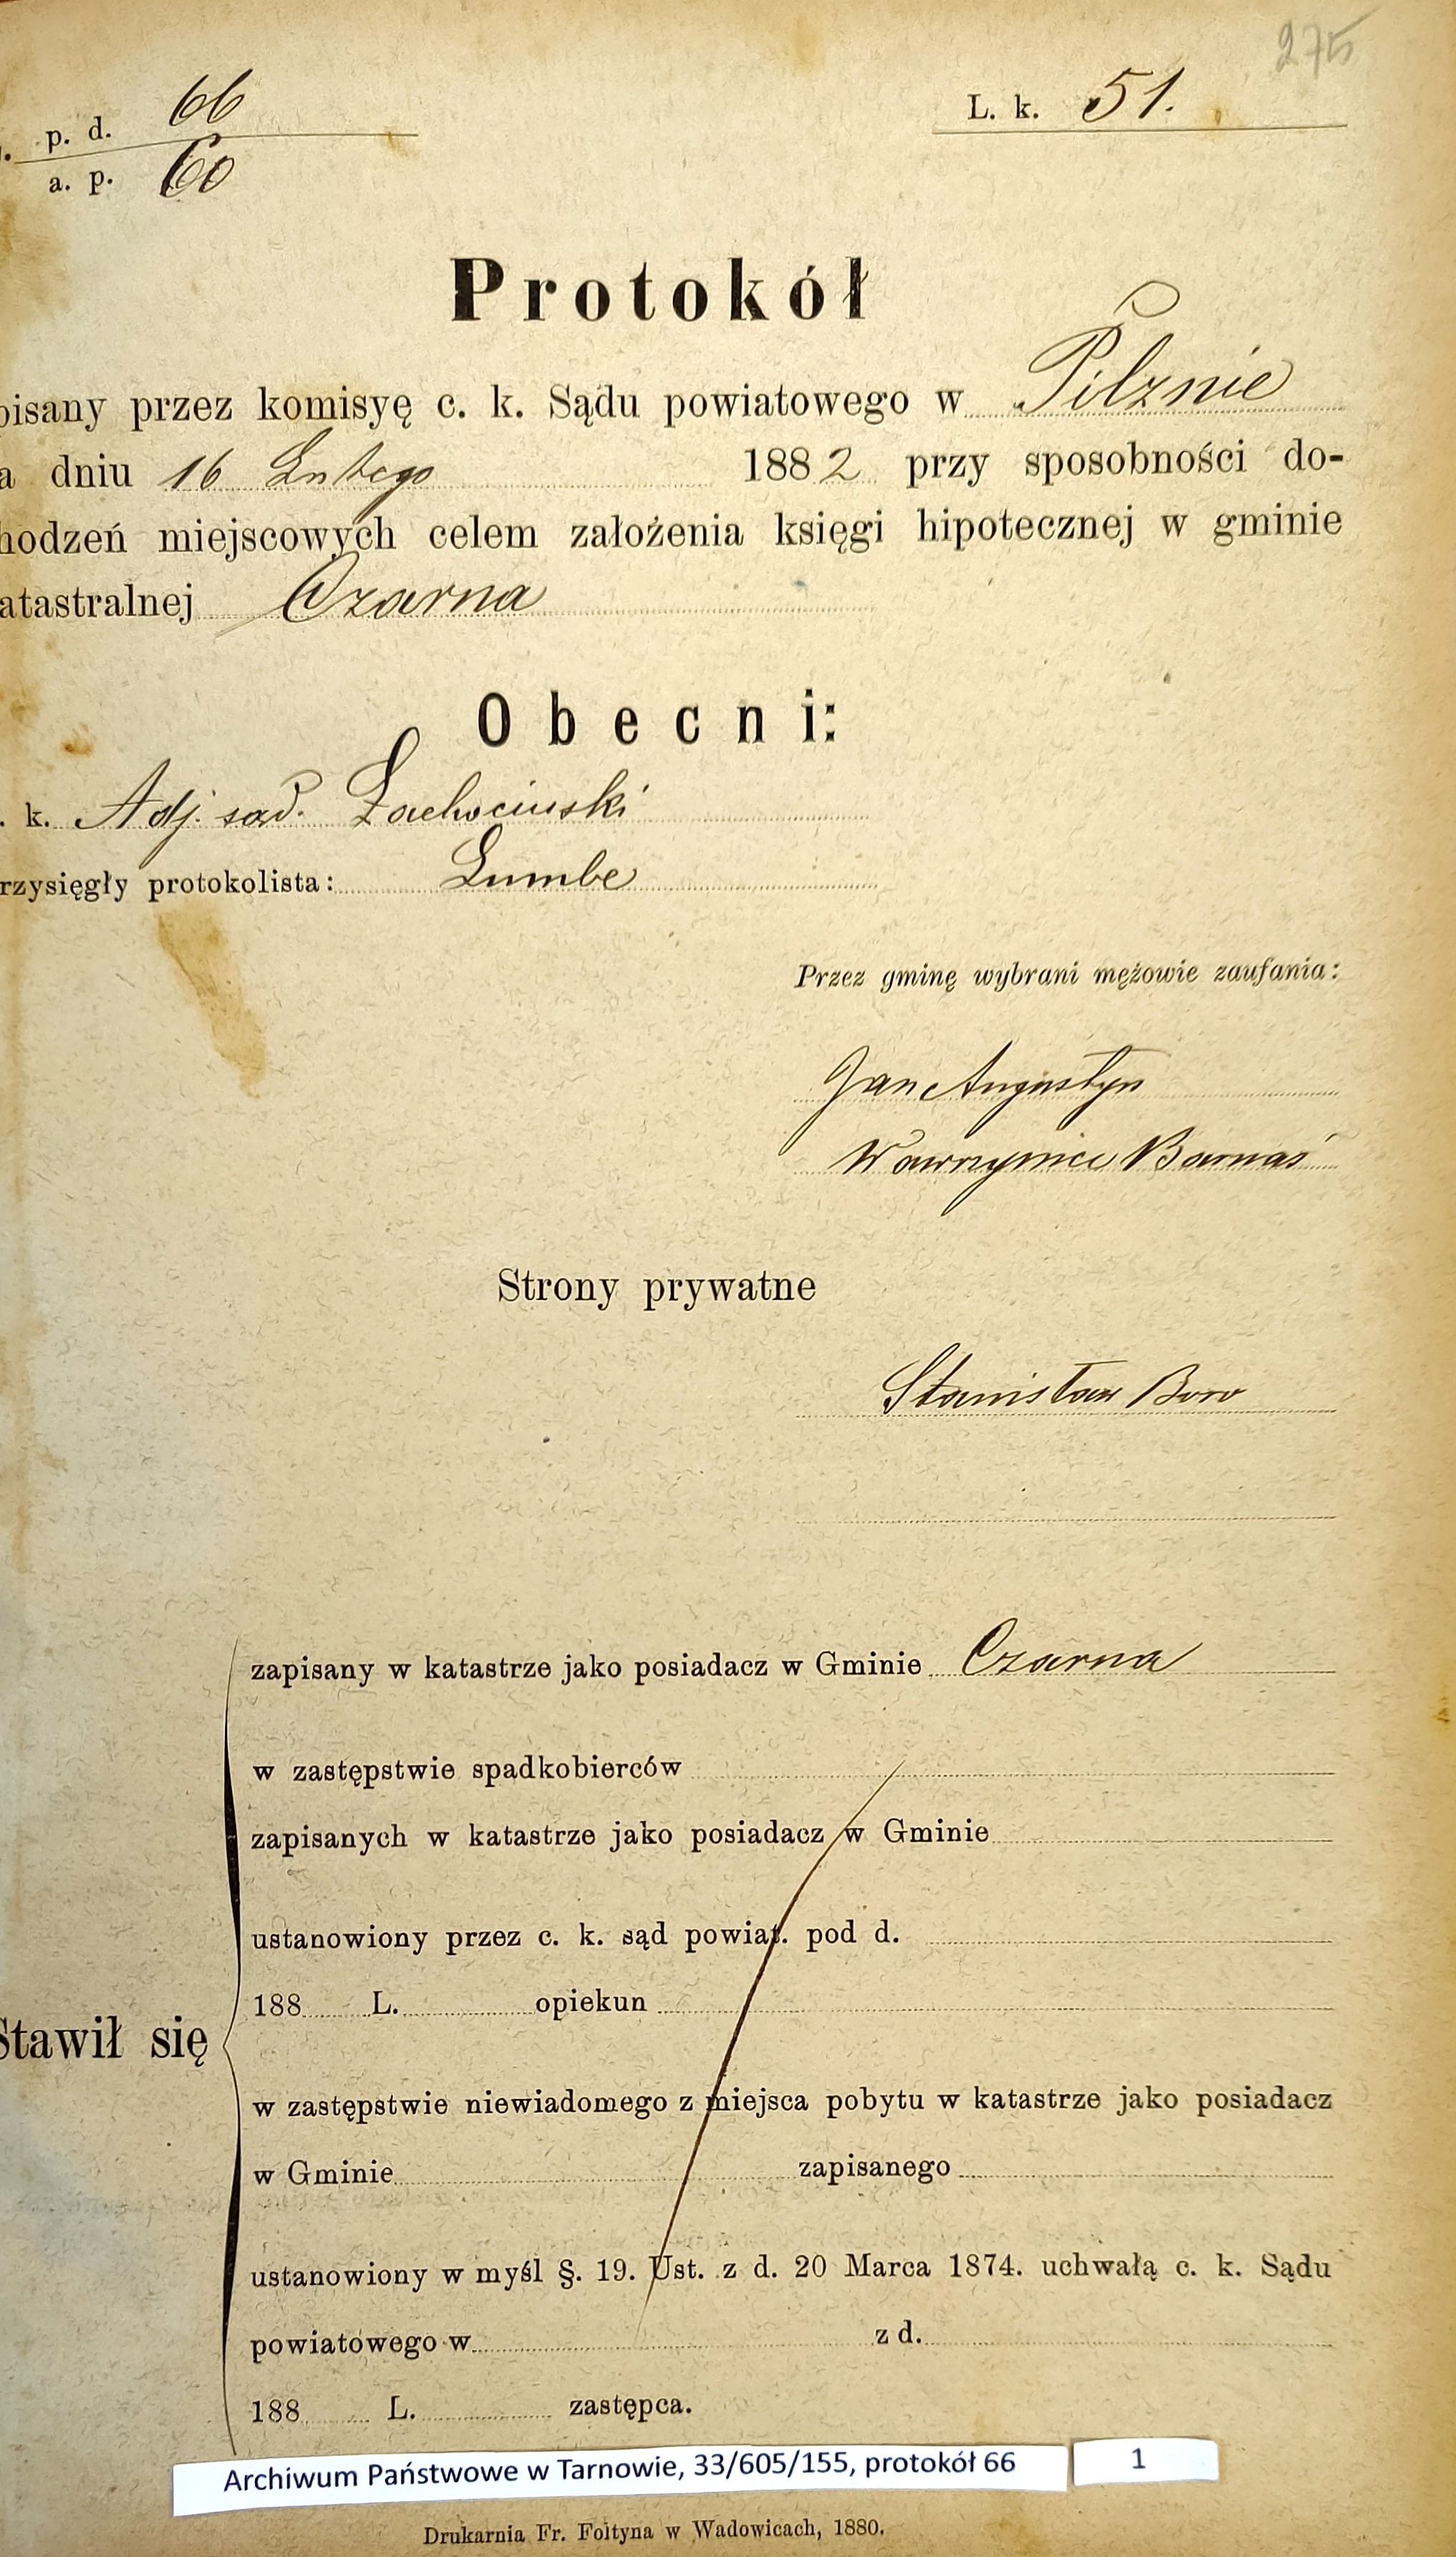 275
p. d. 66
L. k. 51.
a. p. 60
Protokół
pisany przez komisyę c. k. Sądu powiatowego w Pilznie
a dniu 16 Lutego 1882 przy sposobności do-
hodzeń miejscowych celem założenia księgi hipotecznej w gminie
atastralnej Czarna
Obecni:
. k. Adj. sąd. Żachociński
rzysięgły protokolista: Lumbe
Przez gminę wybrani mężowie zaufania:
Jan Augustyn
Wawrzyniec Barnaś
Strony prywatne
Stanisław
zapisany w katastrze jako posiadacz w Gminie Czarna
w zastępstwie spadkobierców
zapisanych w katastrze jako posiadacz w Gminie
ustanowiony przez c. k. sąd powiat. pod d.
188 L. opiekun
Stawił się
w zastępstwie niewiadomego z miejsca pobytu w katastrze jako posiadacz
w Gminie zapisanego
ustanowiony w myśl §. 19. Ust. z d. 20 Marca 1874. uchwałą c. k. Sądu
powiatowego w z d.
188 L. zastępca.
Archiwum Państwowe w Tarnowie, 33/605/155, protokół 66 1
Drukarnia Fr. Foltyna w Wadowicach, 1880.